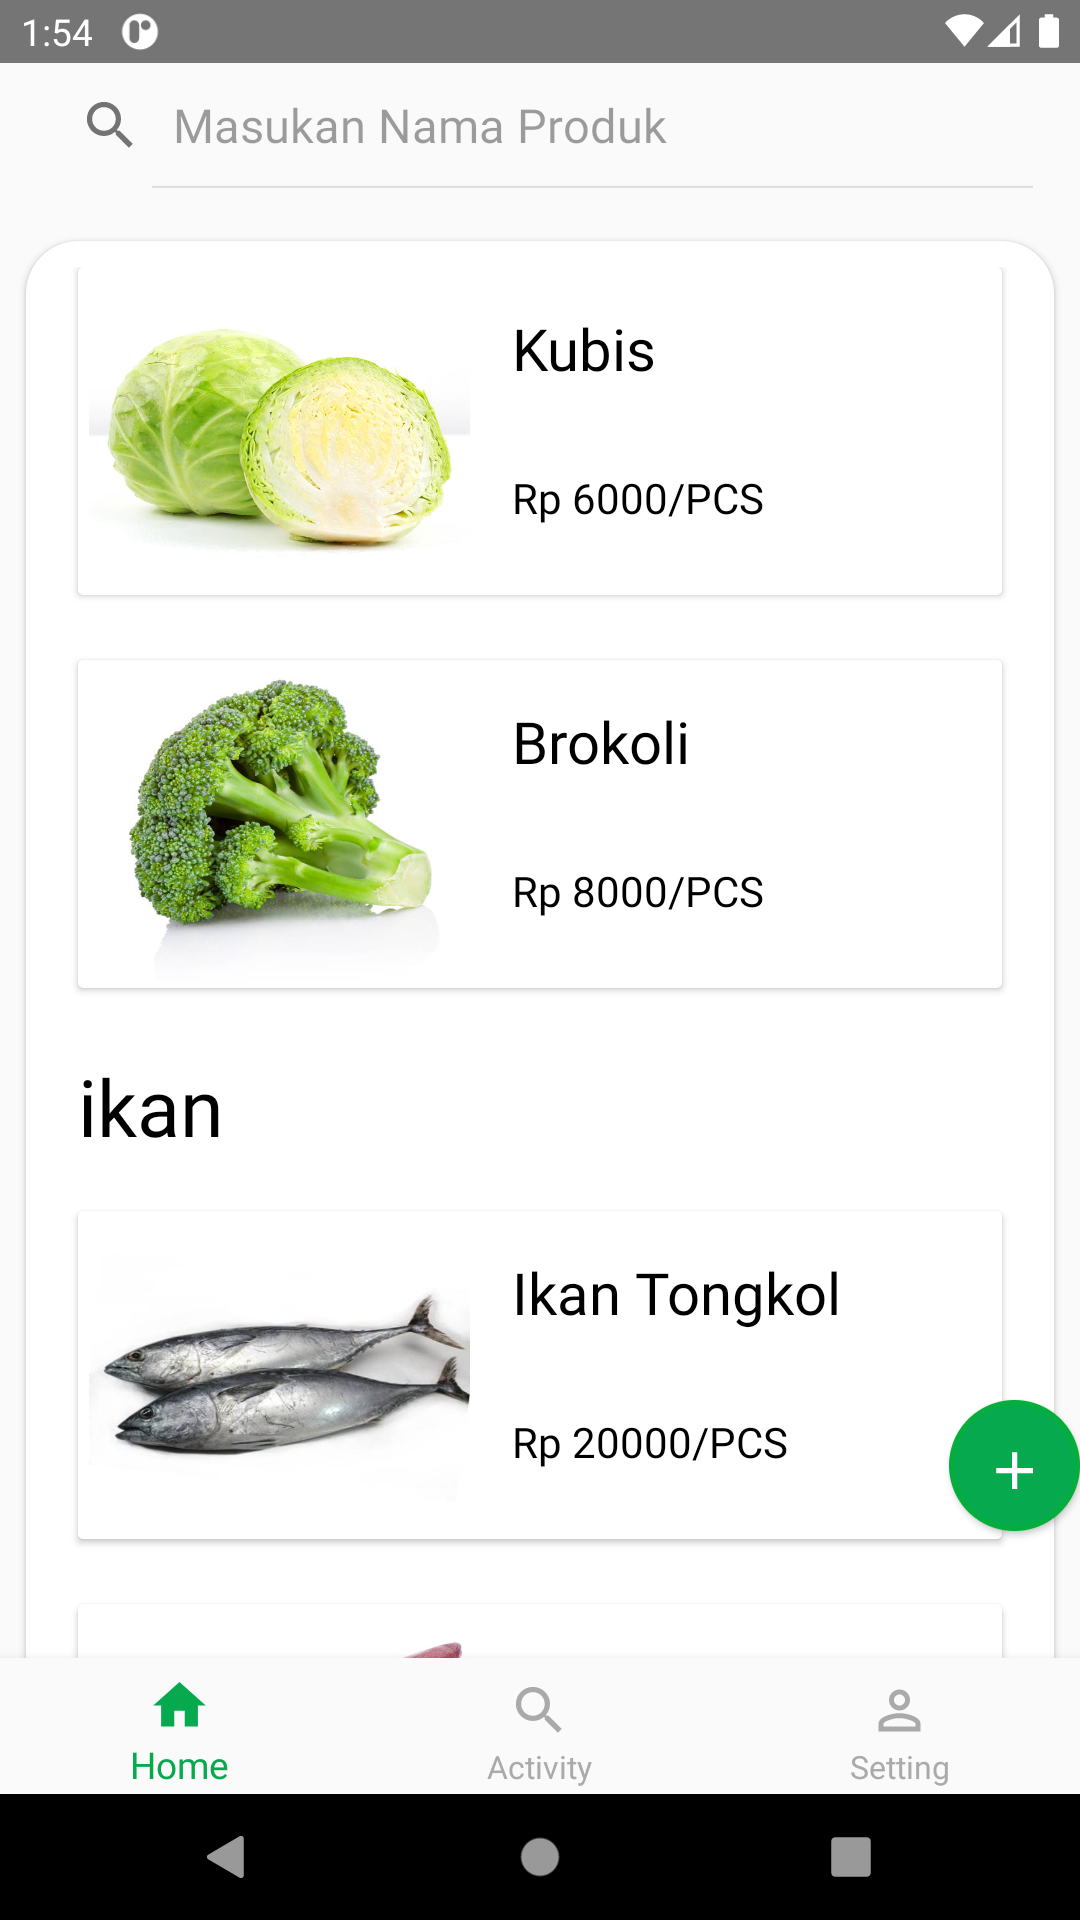 1:54
Masukan Nama Produk
Kubis
Rp 6000/PCS
Brokoli
Rp 8000/PCS
ikan
Ikan Tongkol
Rp 20000/PCS
+
Home
Activity
Setting